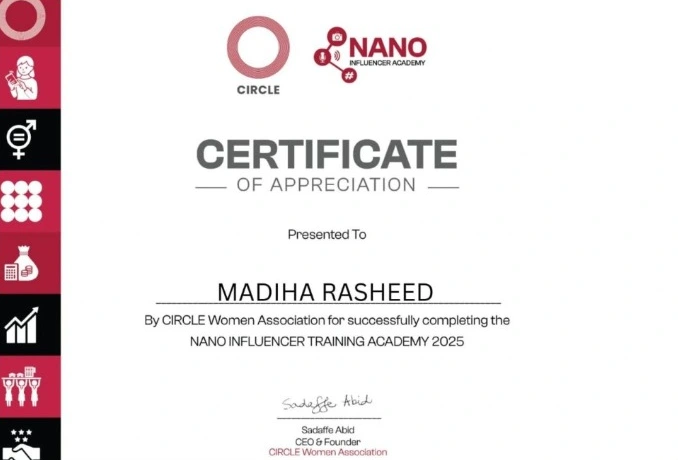 CIRCLE
NANO
INFLUENCER ACADEMY
#
CERTIFICATE
OF APPRECIATION
Presented To
MADIHA RASHEED
By CIRCLE Women Association for successfully completing the
NANO INFLUENCER TRAINING ACADEMY 2025
Sadaffe Abid
Sadaffe Abid
CEO & Founder
CIRCLE Women Association